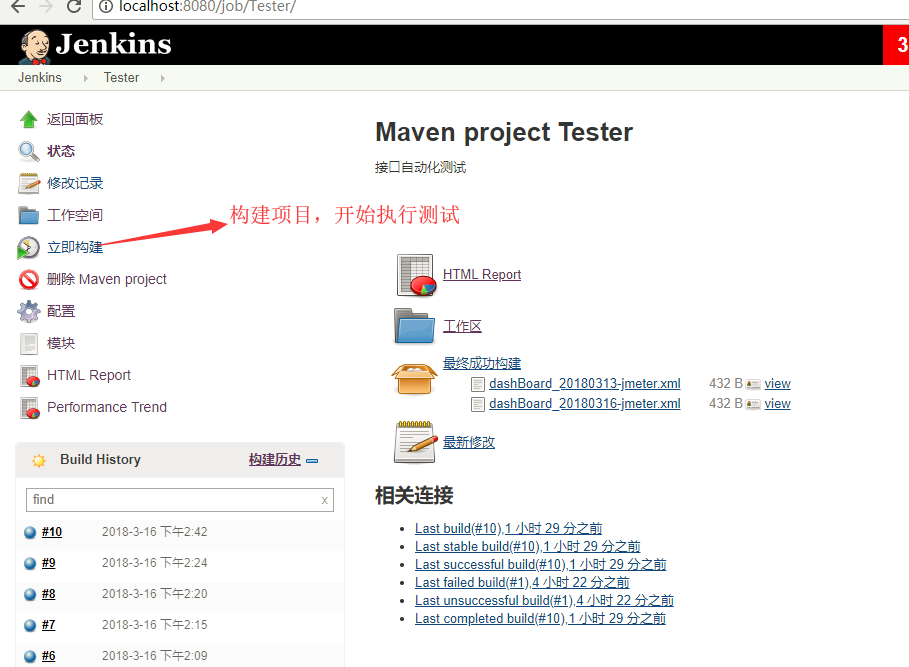 localhost:8080/job/Tester/
Jenkins
3
Jenkins Tester
返回面板
状态
修改记录
工作空间
立即构建
删除 Maven project
配置
模块
HTML Report
Performance Trend
Build History 构建历史
find x
#10 2018-3-16 下午2:42
#9 2018-3-16 下午2:24
#8 2018-3-16 下午2:20
#7 2018-3-16 下午2:15
#6 2018-3-16 下午2:09
Maven project Tester
接口自动化测试
构建项目，开始执行测试
HTML Report
工作区
最终成功构建
dashBoard_20180313-jmeter.xml 432 B view
dashBoard_20180316-jmeter.xml 432 B view
最新修改
相关连接
Last build(#10),1 小时 29 分之前
Last stable build(#10),1 小时 29 分之前
Last successful build(#10),1 小时 29 分之前
Last failed build(#1),4 小时 22 分之前
Last unsuccessful build(#1),4 小时 22 分之前
Last completed build(#10),1 小时 29 分之前